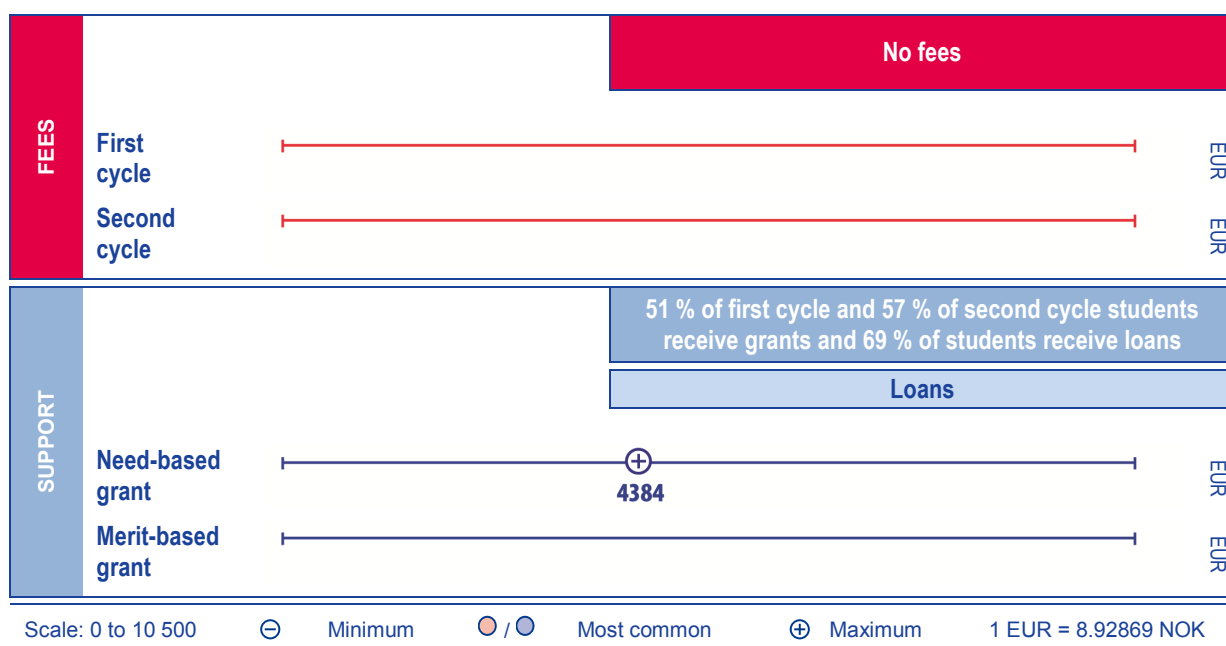 FEES
No fees
First
cycle
EUR
Second
cycle
EUR
SUPPORT
51 % of first cycle and 57 % of second cycle students
receive grants and 69 % of students receive loans
Loans
Need-based
grant
4384
EUR
Merit-based
grant
EUR
Scale: 0 to 10 500 Minimum / Most common Maximum 1 EUR = 8.92869 NOK